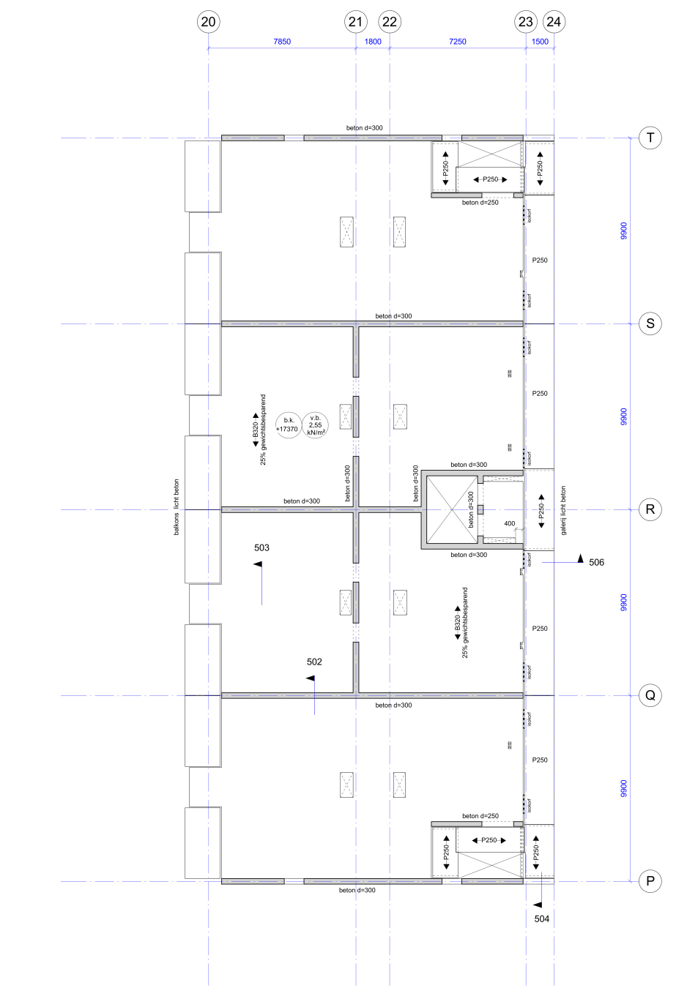 20
21
22
23
24
7850
1800
7250
1500
beton d=300
T
P250
P250
P250
beton d=250
isokorf
9900
P250
isokorf
beton d=300
S
isokorf
P250
25% gewichtsbesparend
B320
b.k.
+17370
v.b.
2,55
kN/m²
9900
isokorf
beton d=300
beton d=300
beton d=300
beton d=300
beton d=300
balkons licht beton
P250
galerij licht beton
R
400
503
beton d=300
isokorf
506
9900
B320
25% gewichtsbesparend
P250
502
isokorf
Q
beton d=300
isokorf
P250
9900
isokorf
beton d=250
P250
P250
P250
P
beton d=300
504